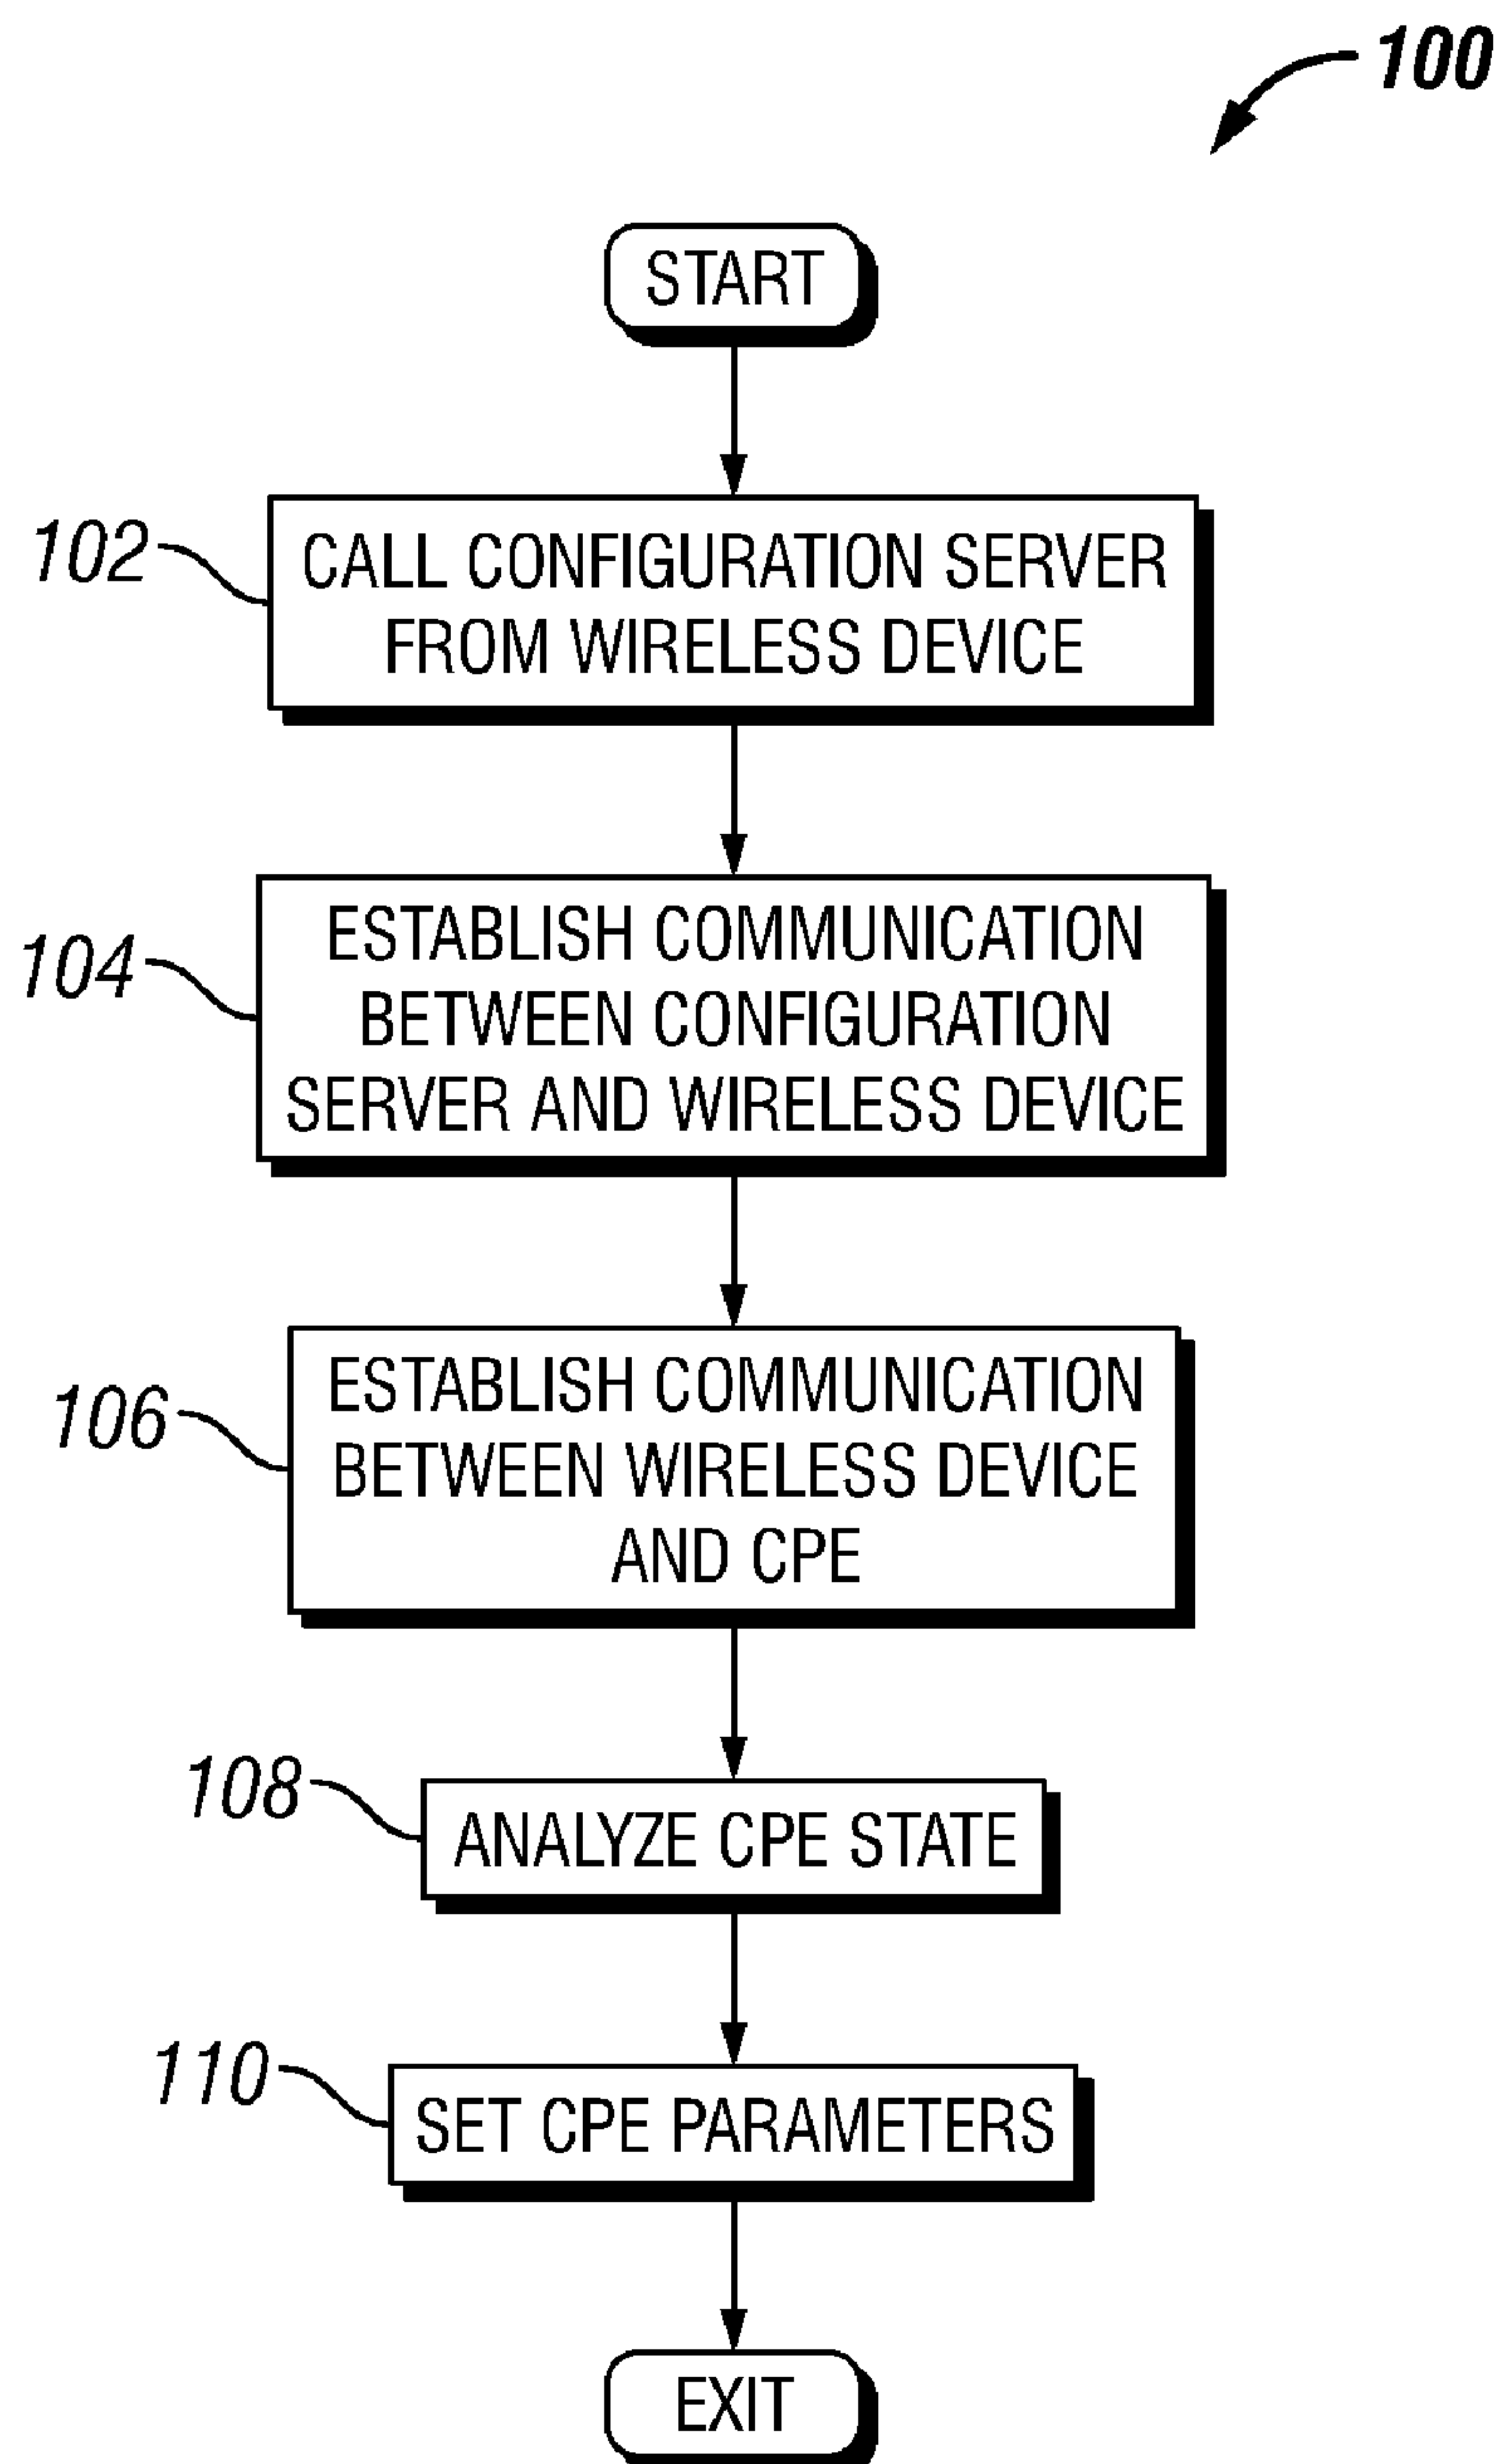 100
START
102
CALL CONFIGURATION SERVER
FROM WIRELESS DEVICE
104
ESTABLISH COMMUNICATION
BETWEEN CONFIGURATION
SERVER AND WIRELESS DEVICE
106
ESTABLISH COMMUNICATION
BETWEEN WIRELESS DEVICE
AND CPE
108
ANALYZE CPE STATE
110
SET CPE PARAMETERS
EXIT